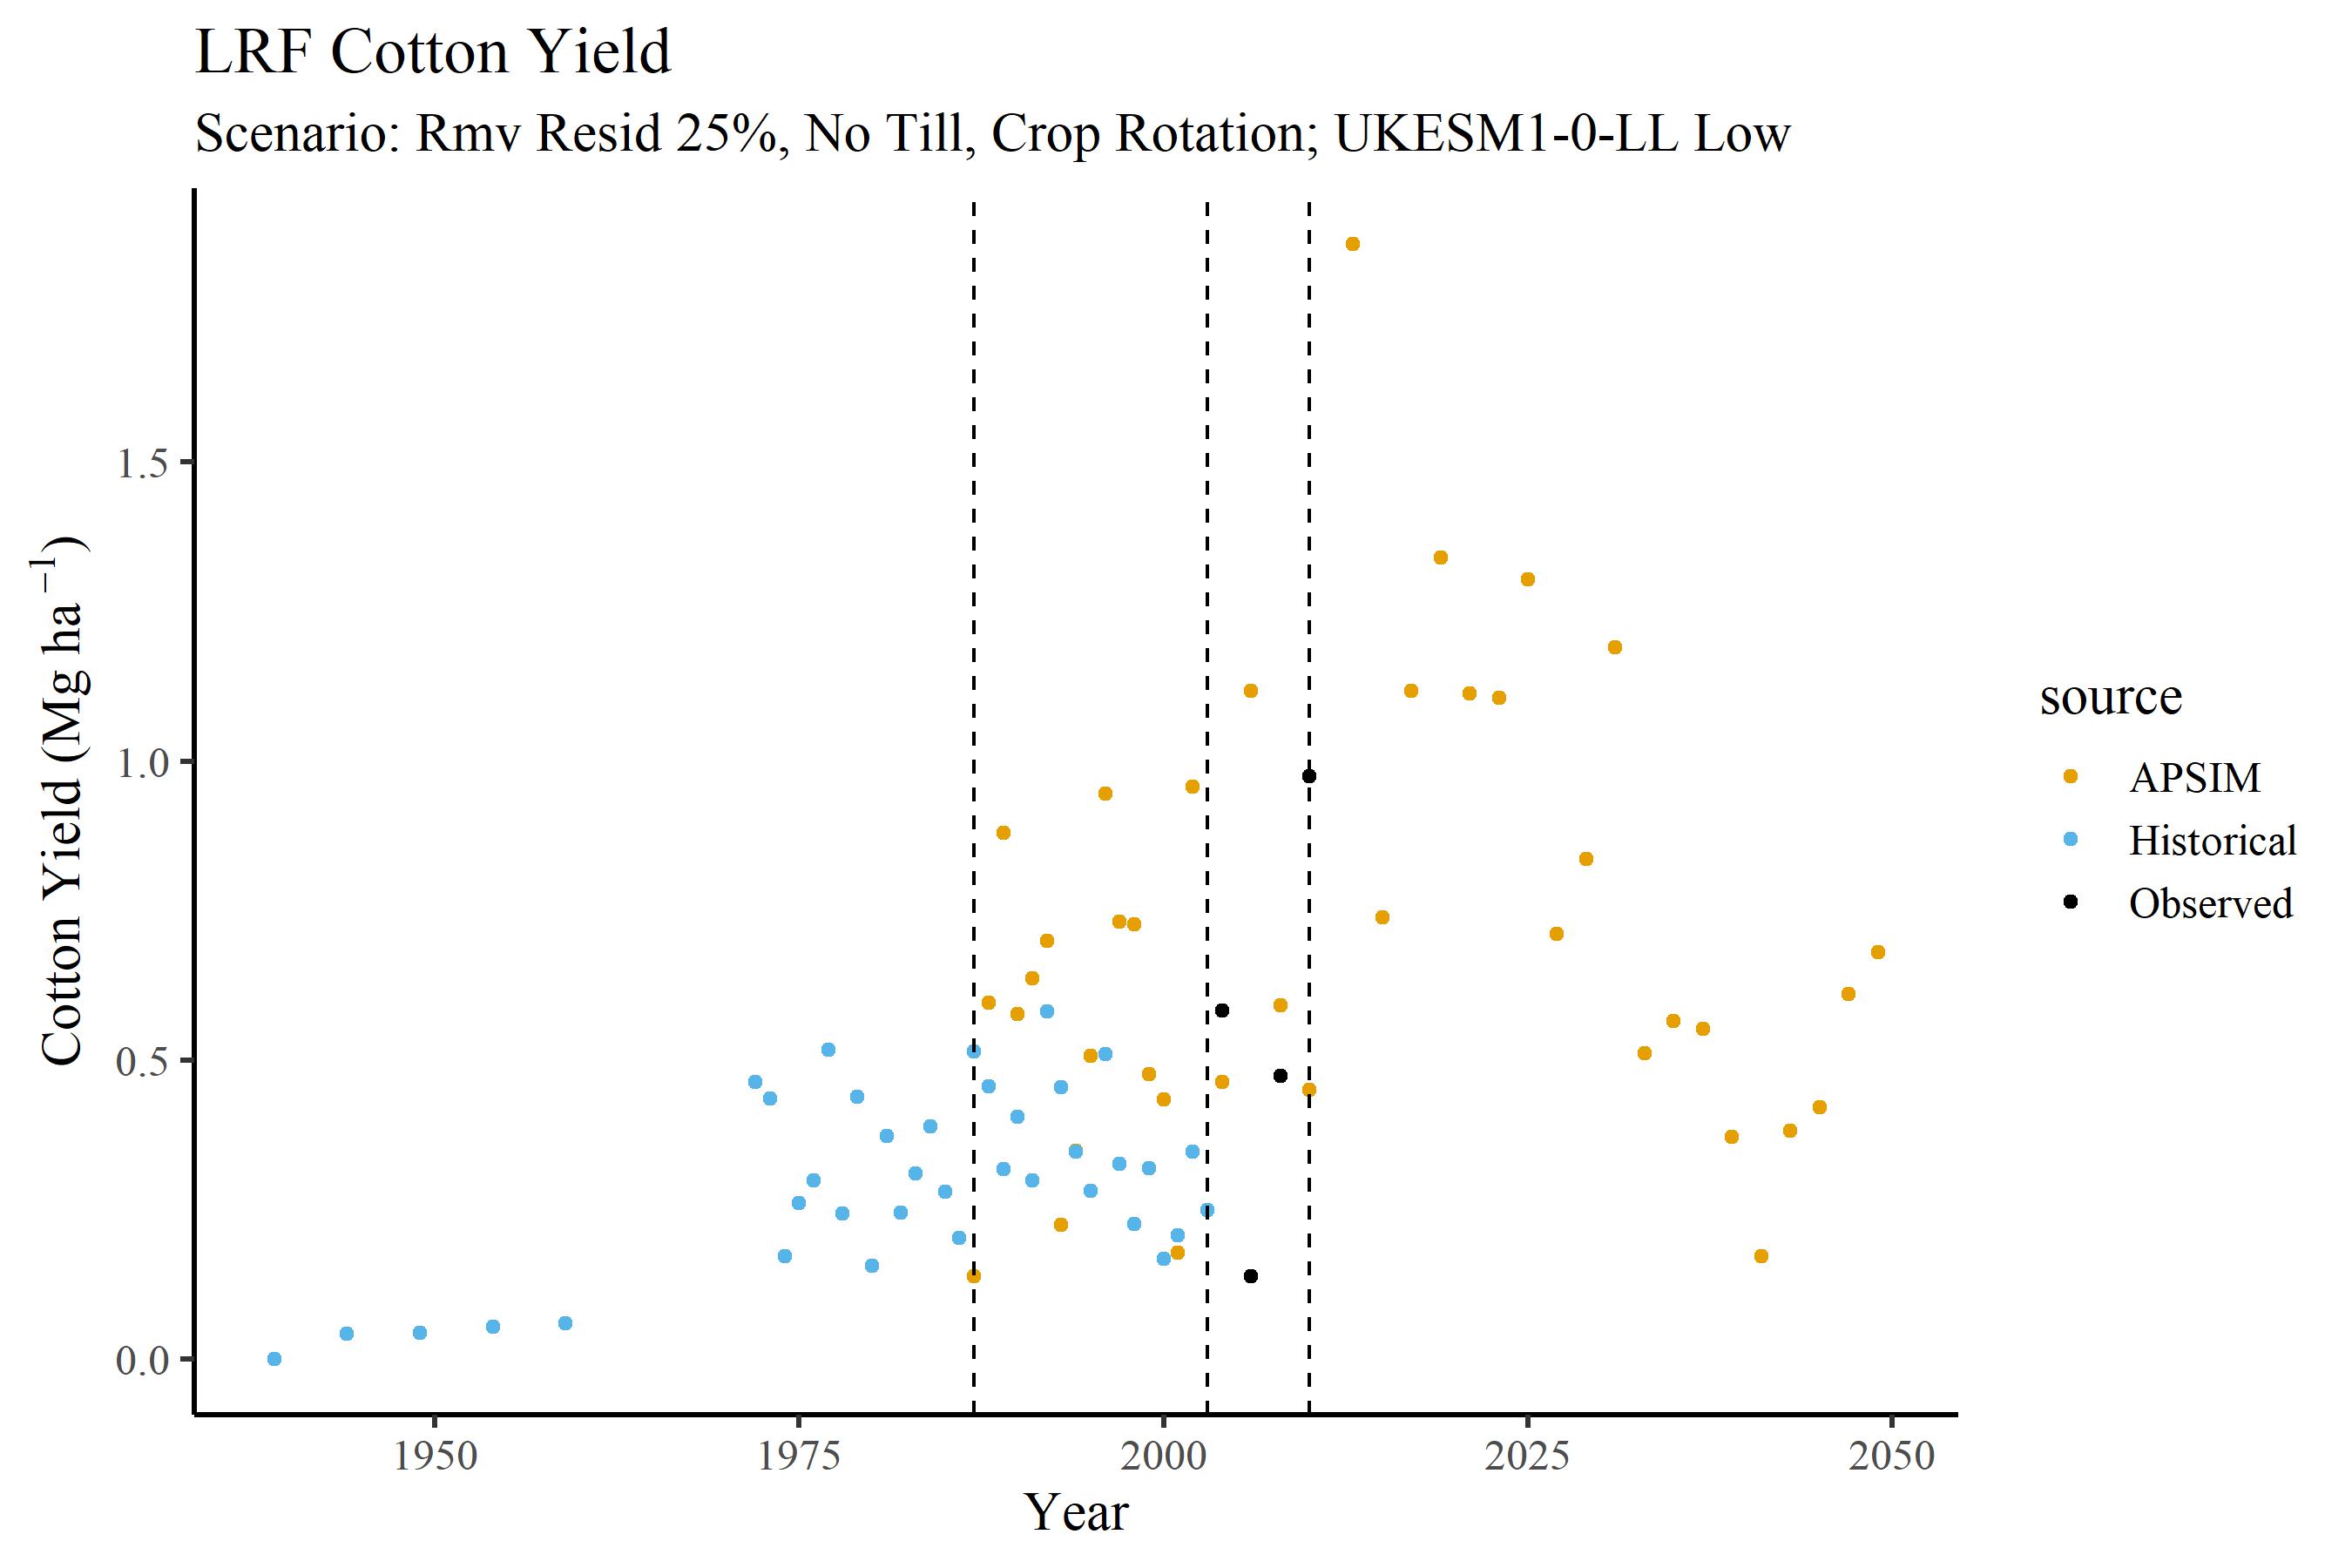 LRF Cotton Yield
Scenario: Rmv Resid 25%, No Till, Crop Rotation; UKESM1-0-LL Low
Cotton Yield (Mg ha⁻¹)
1.5
1.0
0.5
0.0
1950 1975 2000 2025 2050
Year
source
APSIM
Historical
Observed